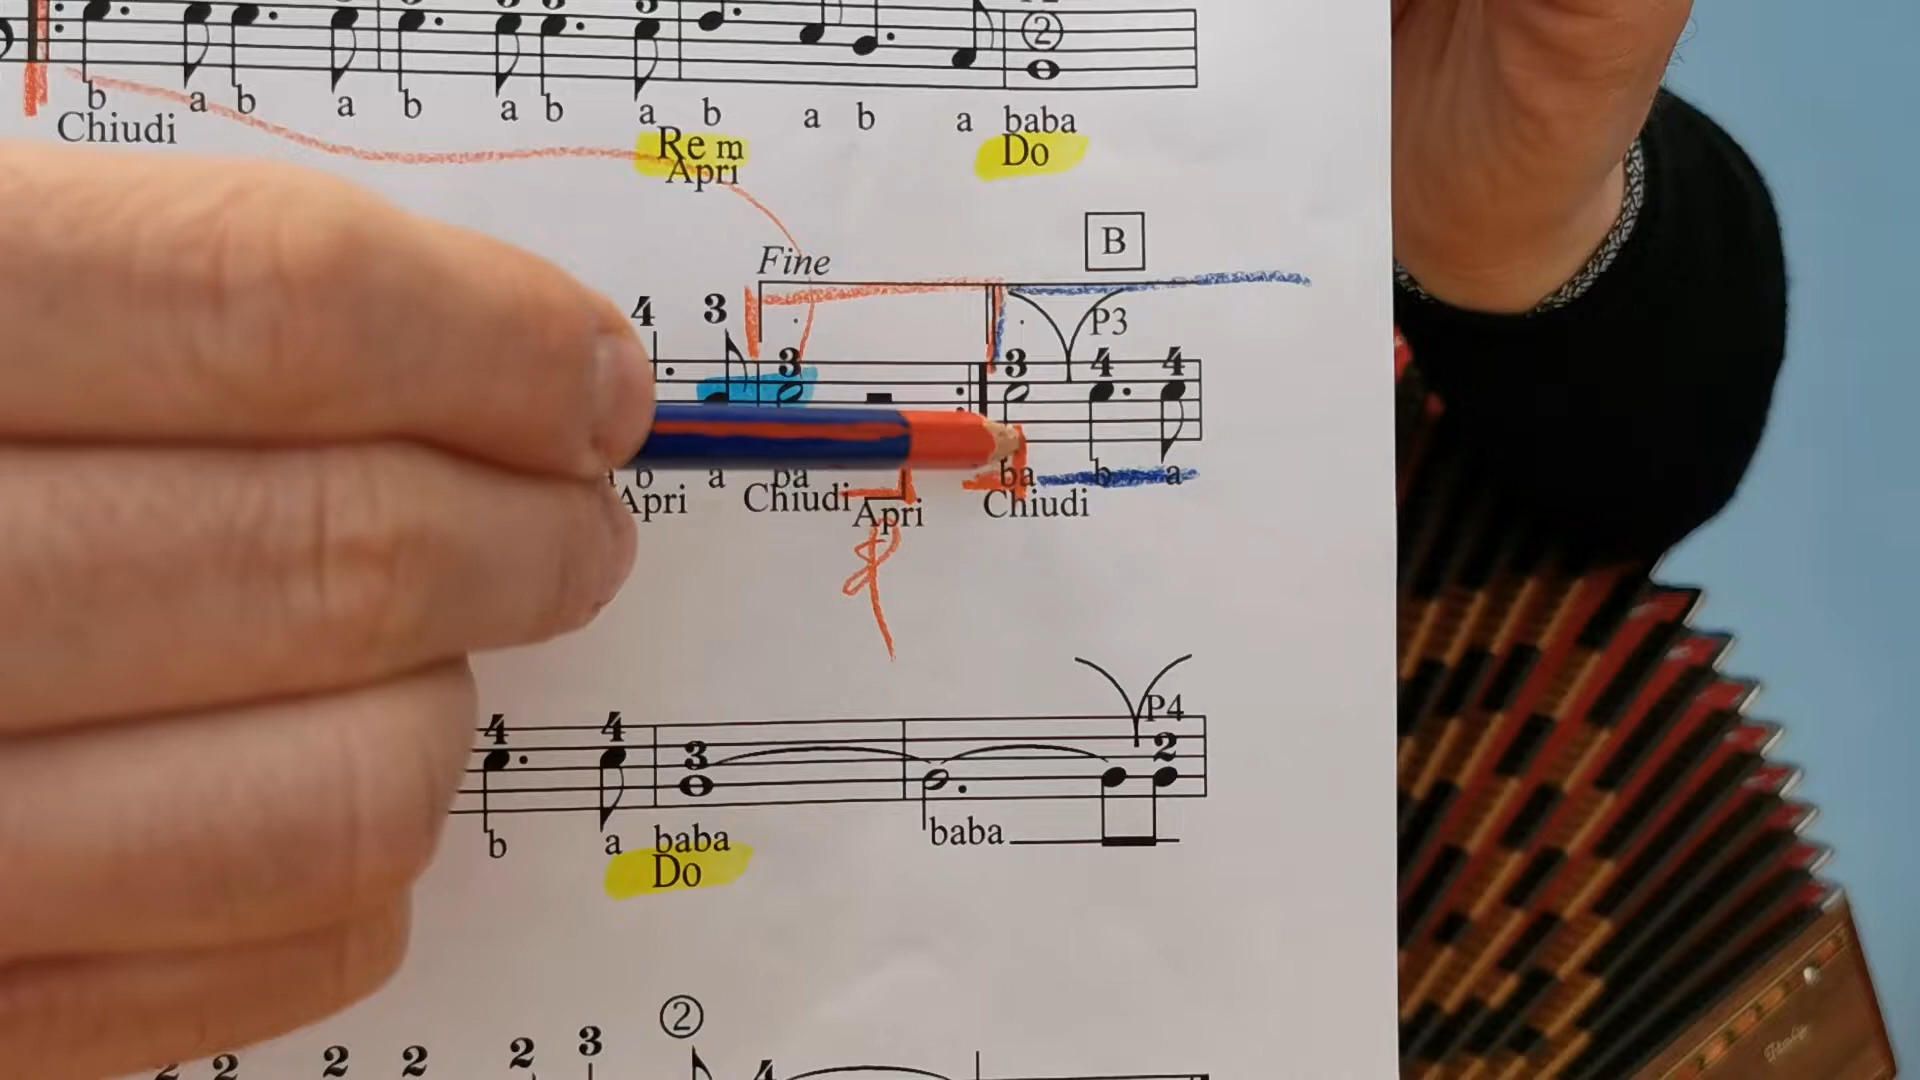 2
b a b a b a b a b a b a baba
Chiudi Re m Do
Apri
B
Fine
4 3 P3
3 3 4 4
b a ba ba b a
Apri Chiudi Apri Chiudi
P4
4 4 3 2
b a baba baba
Do
2
2 2 2 2 3
4